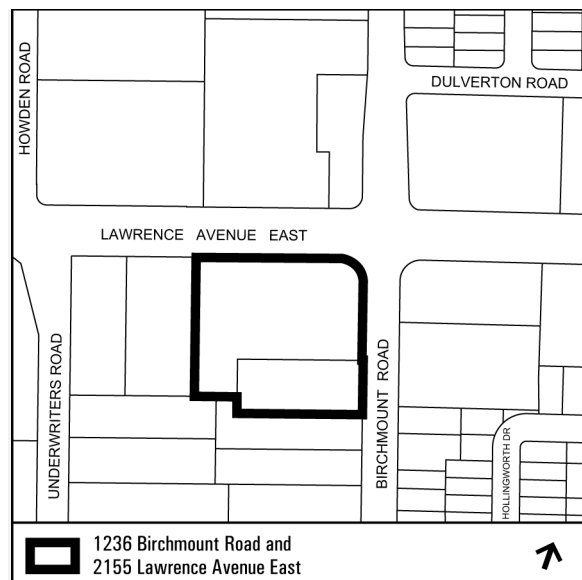 HOWDEN ROAD
DULVERTON ROAD
LAWRENCE AVENUE EAST
UNDERWRITERS ROAD
BIRCHMOUNT ROAD
HOLLINGWORTH DR
1236 Birchmount Road and
2155 Lawrence Avenue East